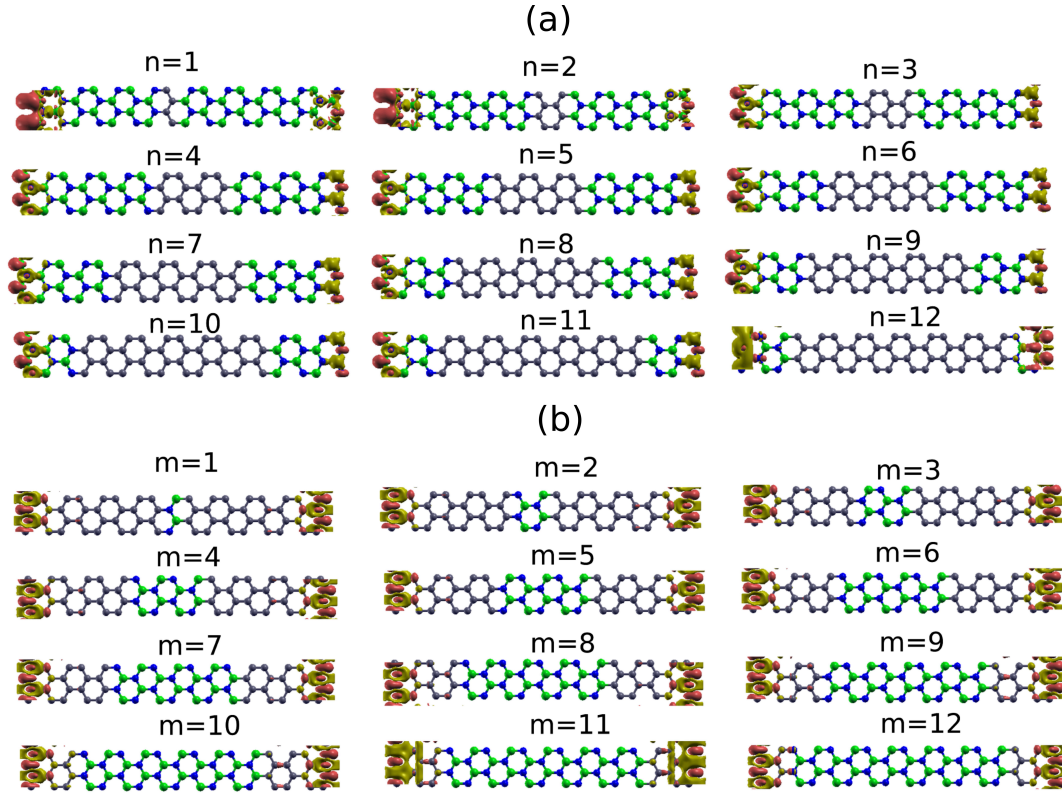 (a)
n=1 n=2 n=3
n=4 n=5 n=6
n=7 n=8 n=9
n=10 n=11 n=12
(b)
m=1 m=2 m=3
m=4 m=5 m=6
m=7 m=8 m=9
m=10 m=11 m=12